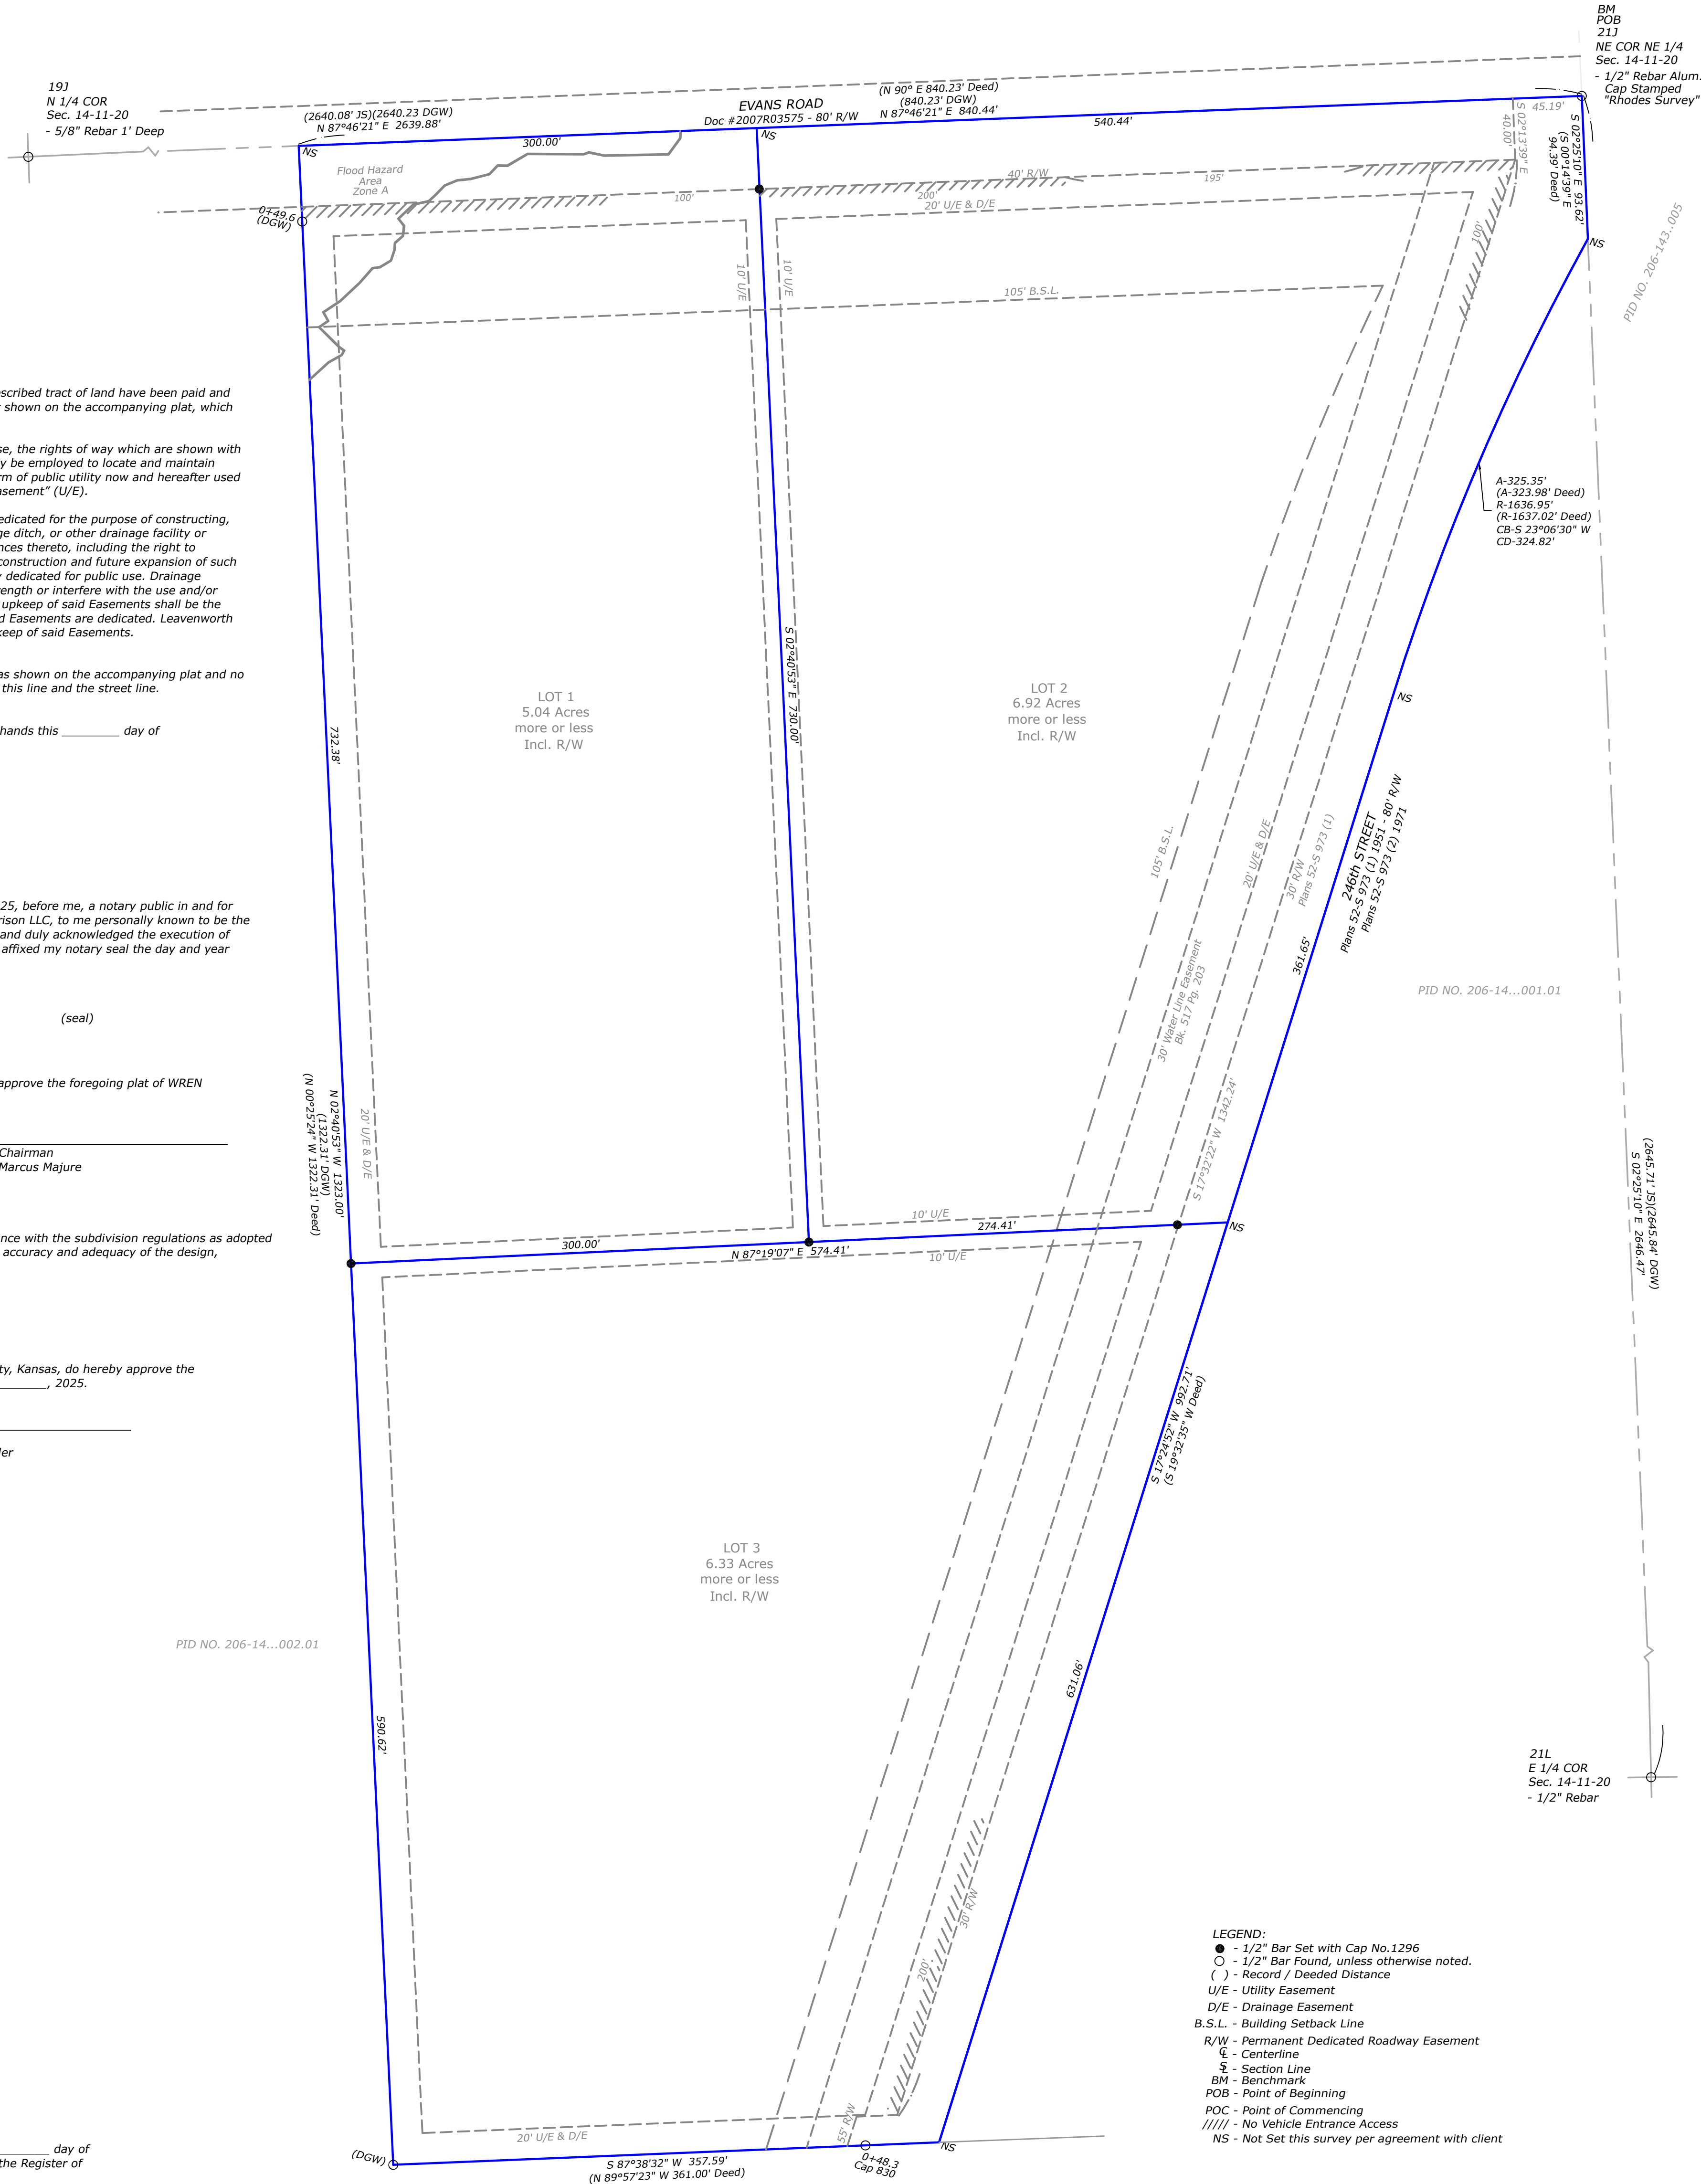 BM
POB
21J
NE COR NE 1/4
Sec. 14-11-20
- 1/2" Rebar Alum.
Cap Stamped
"Rhodes Survey"
19J
N 1/4 COR
Sec. 14-11-20
- 5/8" Rebar 1' Deep
(2640.08' JS)(2640.23 DGW)
N 87°46'21" E 2639.88'
EVANS ROAD
Doc #2007R03575 - 80' R/W
(N 90° E 840.23' Deed)
(840.23' DGW)
N 87°46'21" E 840.44'
540.44'
300.00'
NS
NS
45.19'
S 02°13'39" E
40.00'
S 02°25'10" E 93.62'
(S 00°14'39" E
94.39' Deed)
NS
PID NO. 206-143..005
Flood Hazard
Area
Zone A
0+49.6
(DGW)
100'
200'
40' R/W
195'
20' U/E & D/E
100'
10' U/E
10' U/E
105' B.S.L.
scribed tract of land have been paid and
shown on the accompanying plat, which
se, the rights of way which are shown with
y be employed to locate and maintain
rm of public utility now and hereafter used
asement" (U/E).
edicated for the purpose of constructing,
ge ditch, or other drainage facility or
nces thereto, including the right to
construction and future expansion of such
y dedicated for public use. Drainage
rength or interfere with the use and/or
upkeep of said Easements shall be the
d Easements are dedicated. Leavenworth
keep of said Easements.
as shown on the accompanying plat and no
this line and the street line.
hands this _________ day of
A-325.35'
(A-323.98' Deed)
R-1636.95'
(R-1637.02' Deed)
CB-S 23°06'30" W
CD-324.82'
S 02°40'53" E 730.00'
LOT 1
5.04 Acres
more or less
Incl. R/W
LOT 2
6.92 Acres
more or less
Incl. R/W
NS
732.38'
105' B.S.L.
20' U/E & D/E
30' R/W
Plans 52-S 973 (1)
246th STREET
Plans 52-S 973 (1) 1951 - 80' R/W
Plans 52-S 973 (2) 1971
361.65'
30' Water Line Easement
Bk. 517 Pg. 203
PID NO. 206-14...001.01
25, before me, a notary public in and for
rison LLC, to me personally known to be the
and duly acknowledged the execution of
affixed my notary seal the day and year
(seal)
approve the foregoing plat of WREN
Chairman
Marcus Majure
N 02°40'53" W 1323.00'
(1322.31' DGW)
(N 00°25'24" W 1322.31' Deed)
20' U/E & D/E
S 17°32'22" W 1342.24'
(2645.71' JS)(2645.84' DGW)
S 02°25'10" E 2646.47'
10' U/E
274.41'
NS
300.00'
N 87°19'07" E 574.41'
10' U/E
nce with the subdivision regulations as adopted
accuracy and adequacy of the design,
ty, Kansas, do hereby approve the
_________, 2025.
ler
S 17°24'52" W 992.71'
(S 19°32'35" W Deed)
LOT 3
6.33 Acres
more or less
Incl. R/W
PID NO. 206-14...002.01
631.06'
590.62'
21L
E 1/4 COR
Sec. 14-11-20
- 1/2" Rebar
30' R/W
200'
LEGEND:
- 1/2" Bar Set with Cap No.1296
- 1/2" Bar Found, unless otherwise noted.
( ) - Record / Deeded Distance
U/E - Utility Easement
D/E - Drainage Easement
B.S.L. - Building Setback Line
R/W - Permanent Dedicated Roadway Easement
CL - Centerline
SL - Section Line
BM - Benchmark
POB - Point of Beginning
POC - Point of Commencing
///// - No Vehicle Entrance Access
NS - Not Set this survey per agreement with client
20' U/E & D/E
55' R/W
NS
0+48.3
Cap 830
(DGW)
S 87°38'32" W 357.59'
(N 89°57'23" W 361.00' Deed)
_________ day of
the Register of